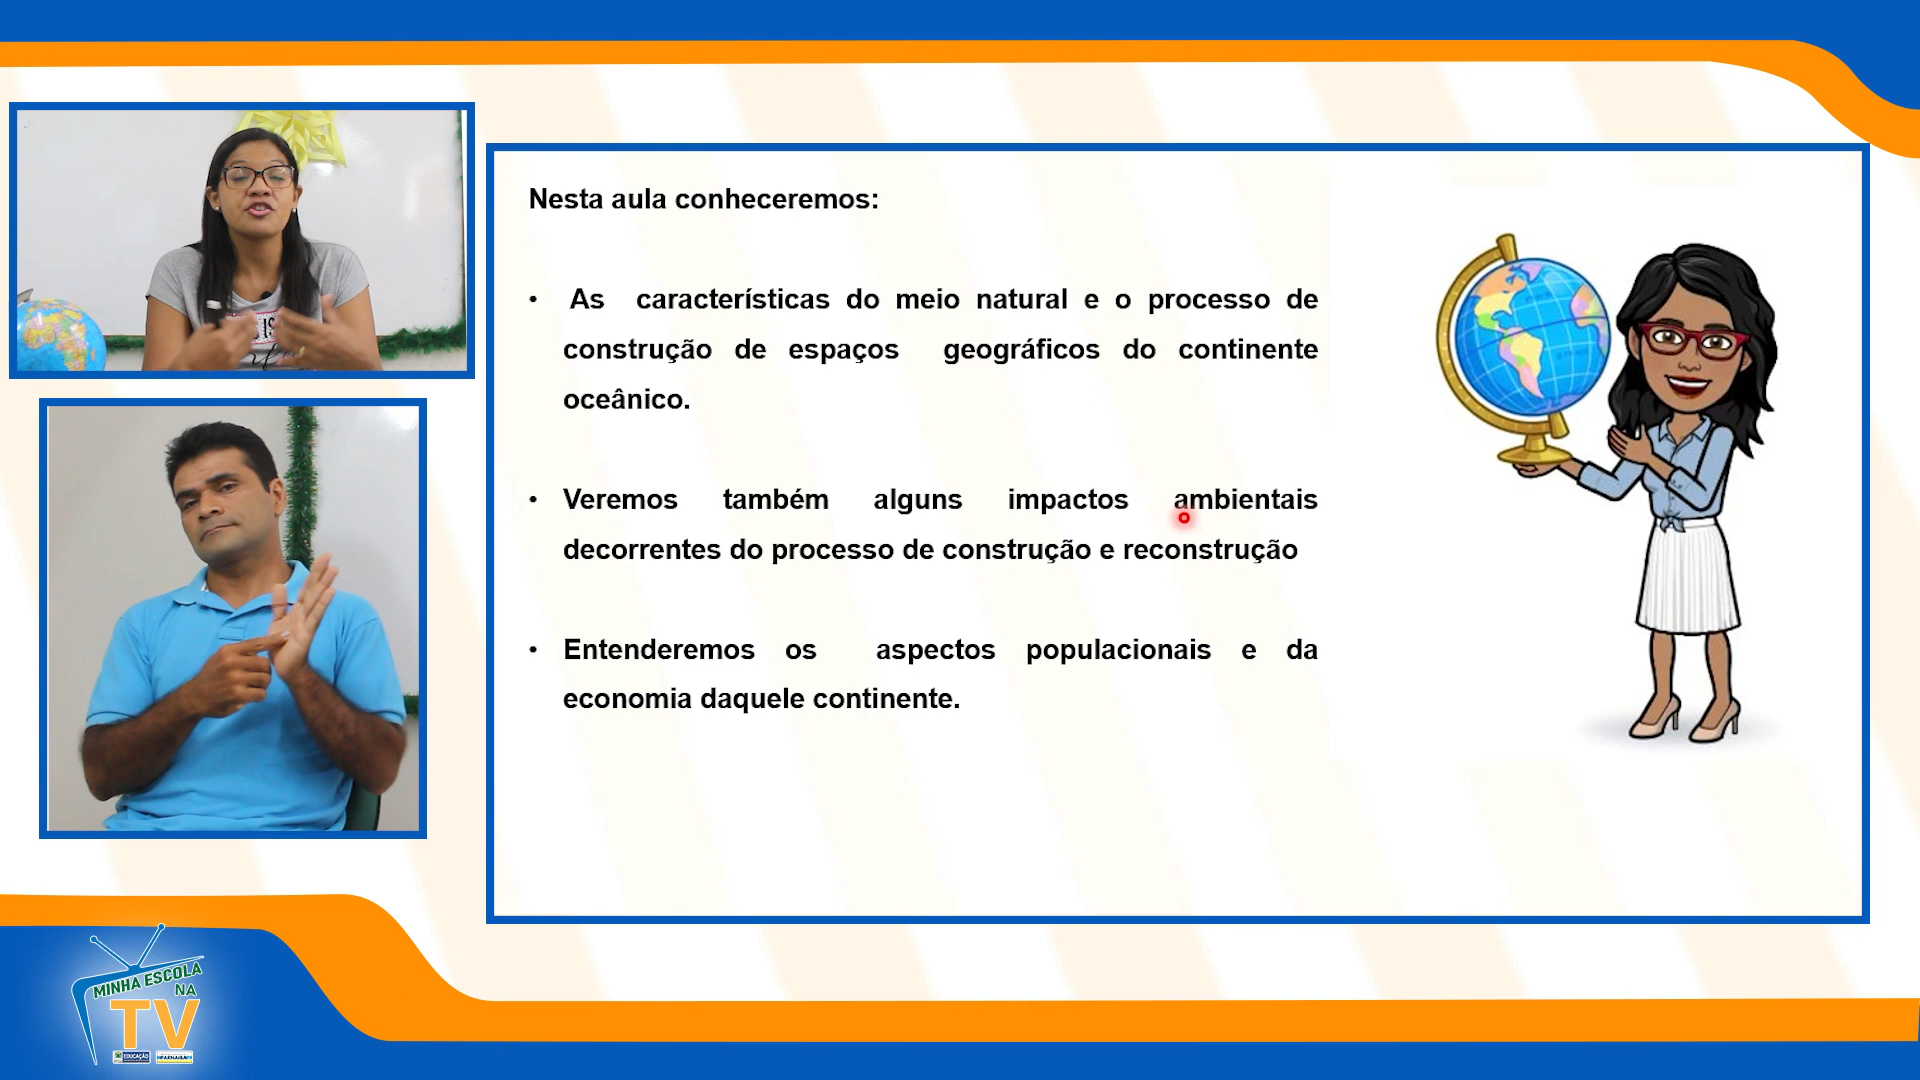 Nesta aula conheceremos:
• As características do meio natural e o processo de
construção de espaços geográficos do continente
oceânico.
• Veremos também alguns impactos ambientais
decorrentes do processo de construção e reconstrução
• Entenderemos os aspectos populacionais e da
economia daquele continente.
MINHA ESCOLA
NA
TV
EDUCAÇÃO
PARNAÍBA